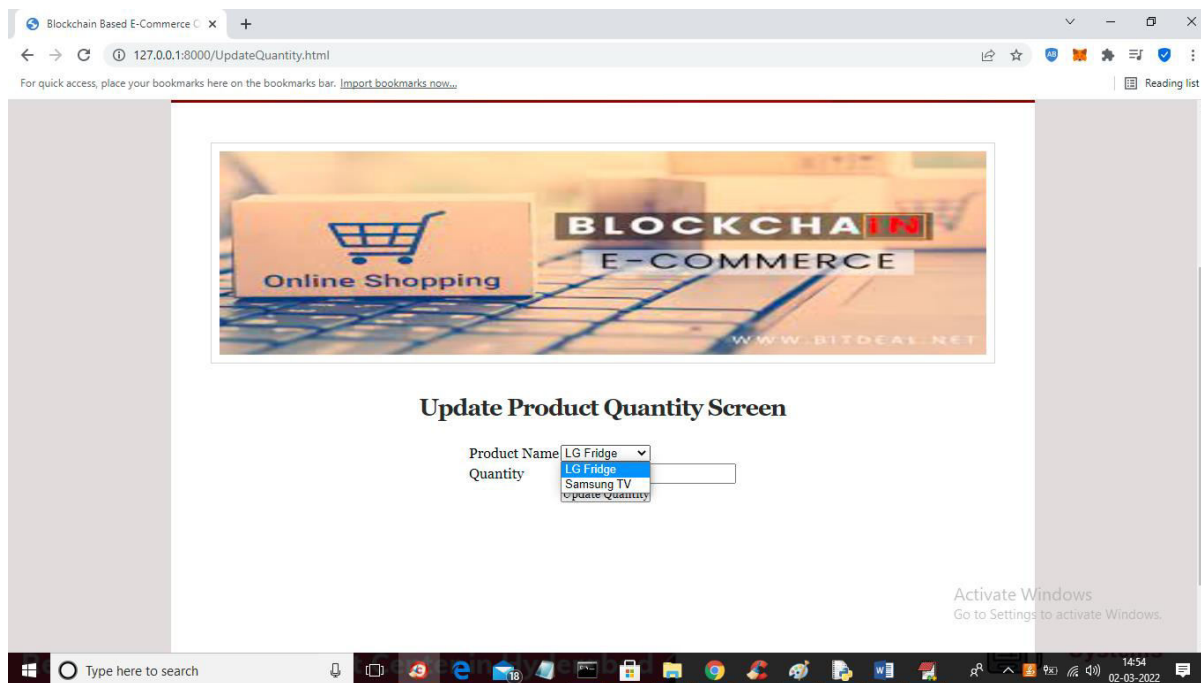 Blockchain Based E-Commerce C
127.0.0.1:8000/UpdateQuantity.html
For quick access, place your bookmarks here on the bookmarks bar. Import bookmarks now...
Reading list
Online Shopping
BLOCKCHAIN
E-COMMERCE
WWW.BITDEAL.NET
Update Product Quantity Screen
Product Name LG Fridge
LG Fridge
Quantity
Samsung TV
Update Quantity
Activate Windows
Go to Settings to activate Windows.
Type here to search
18
14:54
02-03-2022